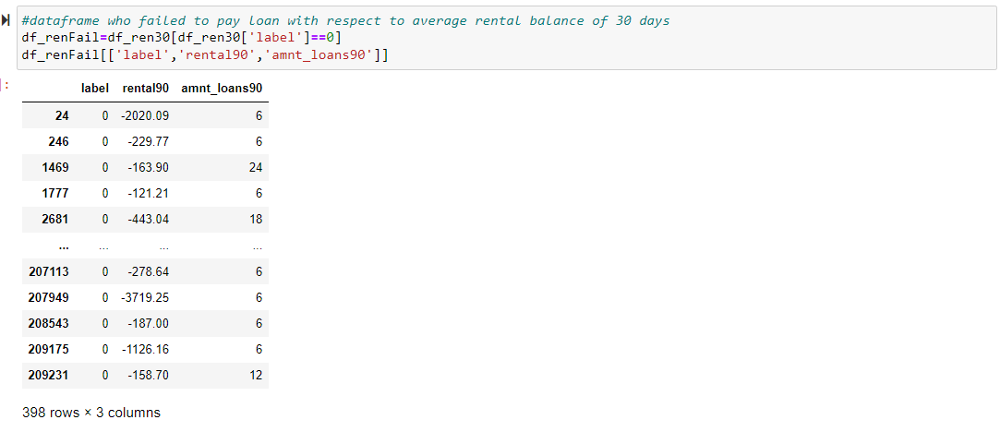 #dataframe who failed to pay loan with respect to average rental balance of 30 days
df_renFail=df_ren30[df_ren30['label']==0]
df_renFail[['label','rental90','amnt_loans90']]
:
label rental90 amnt_loans90
24 0 -2020.09 6
246 0 -229.77 6
1469 0 -163.90 24
1777 0 -121.21 6
2681 0 -443.04 18
... ... ... ...
207113 0 -278.64 6
207949 0 -3719.25 6
208543 0 -187.00 6
209175 0 -1126.16 6
209231 0 -158.70 12
398 rows × 3 columns